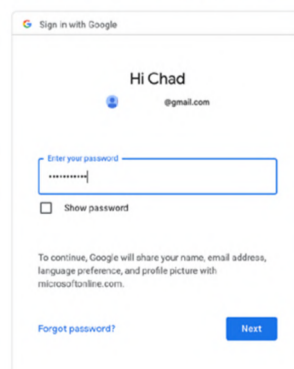 Sign in with Google
Hi Chad
@gmail.com
Enter your password
Show password
To continue, Google will share your name, email address,
language preference, and profile picture with
microsoftonline.com.
Forgot password?
Next